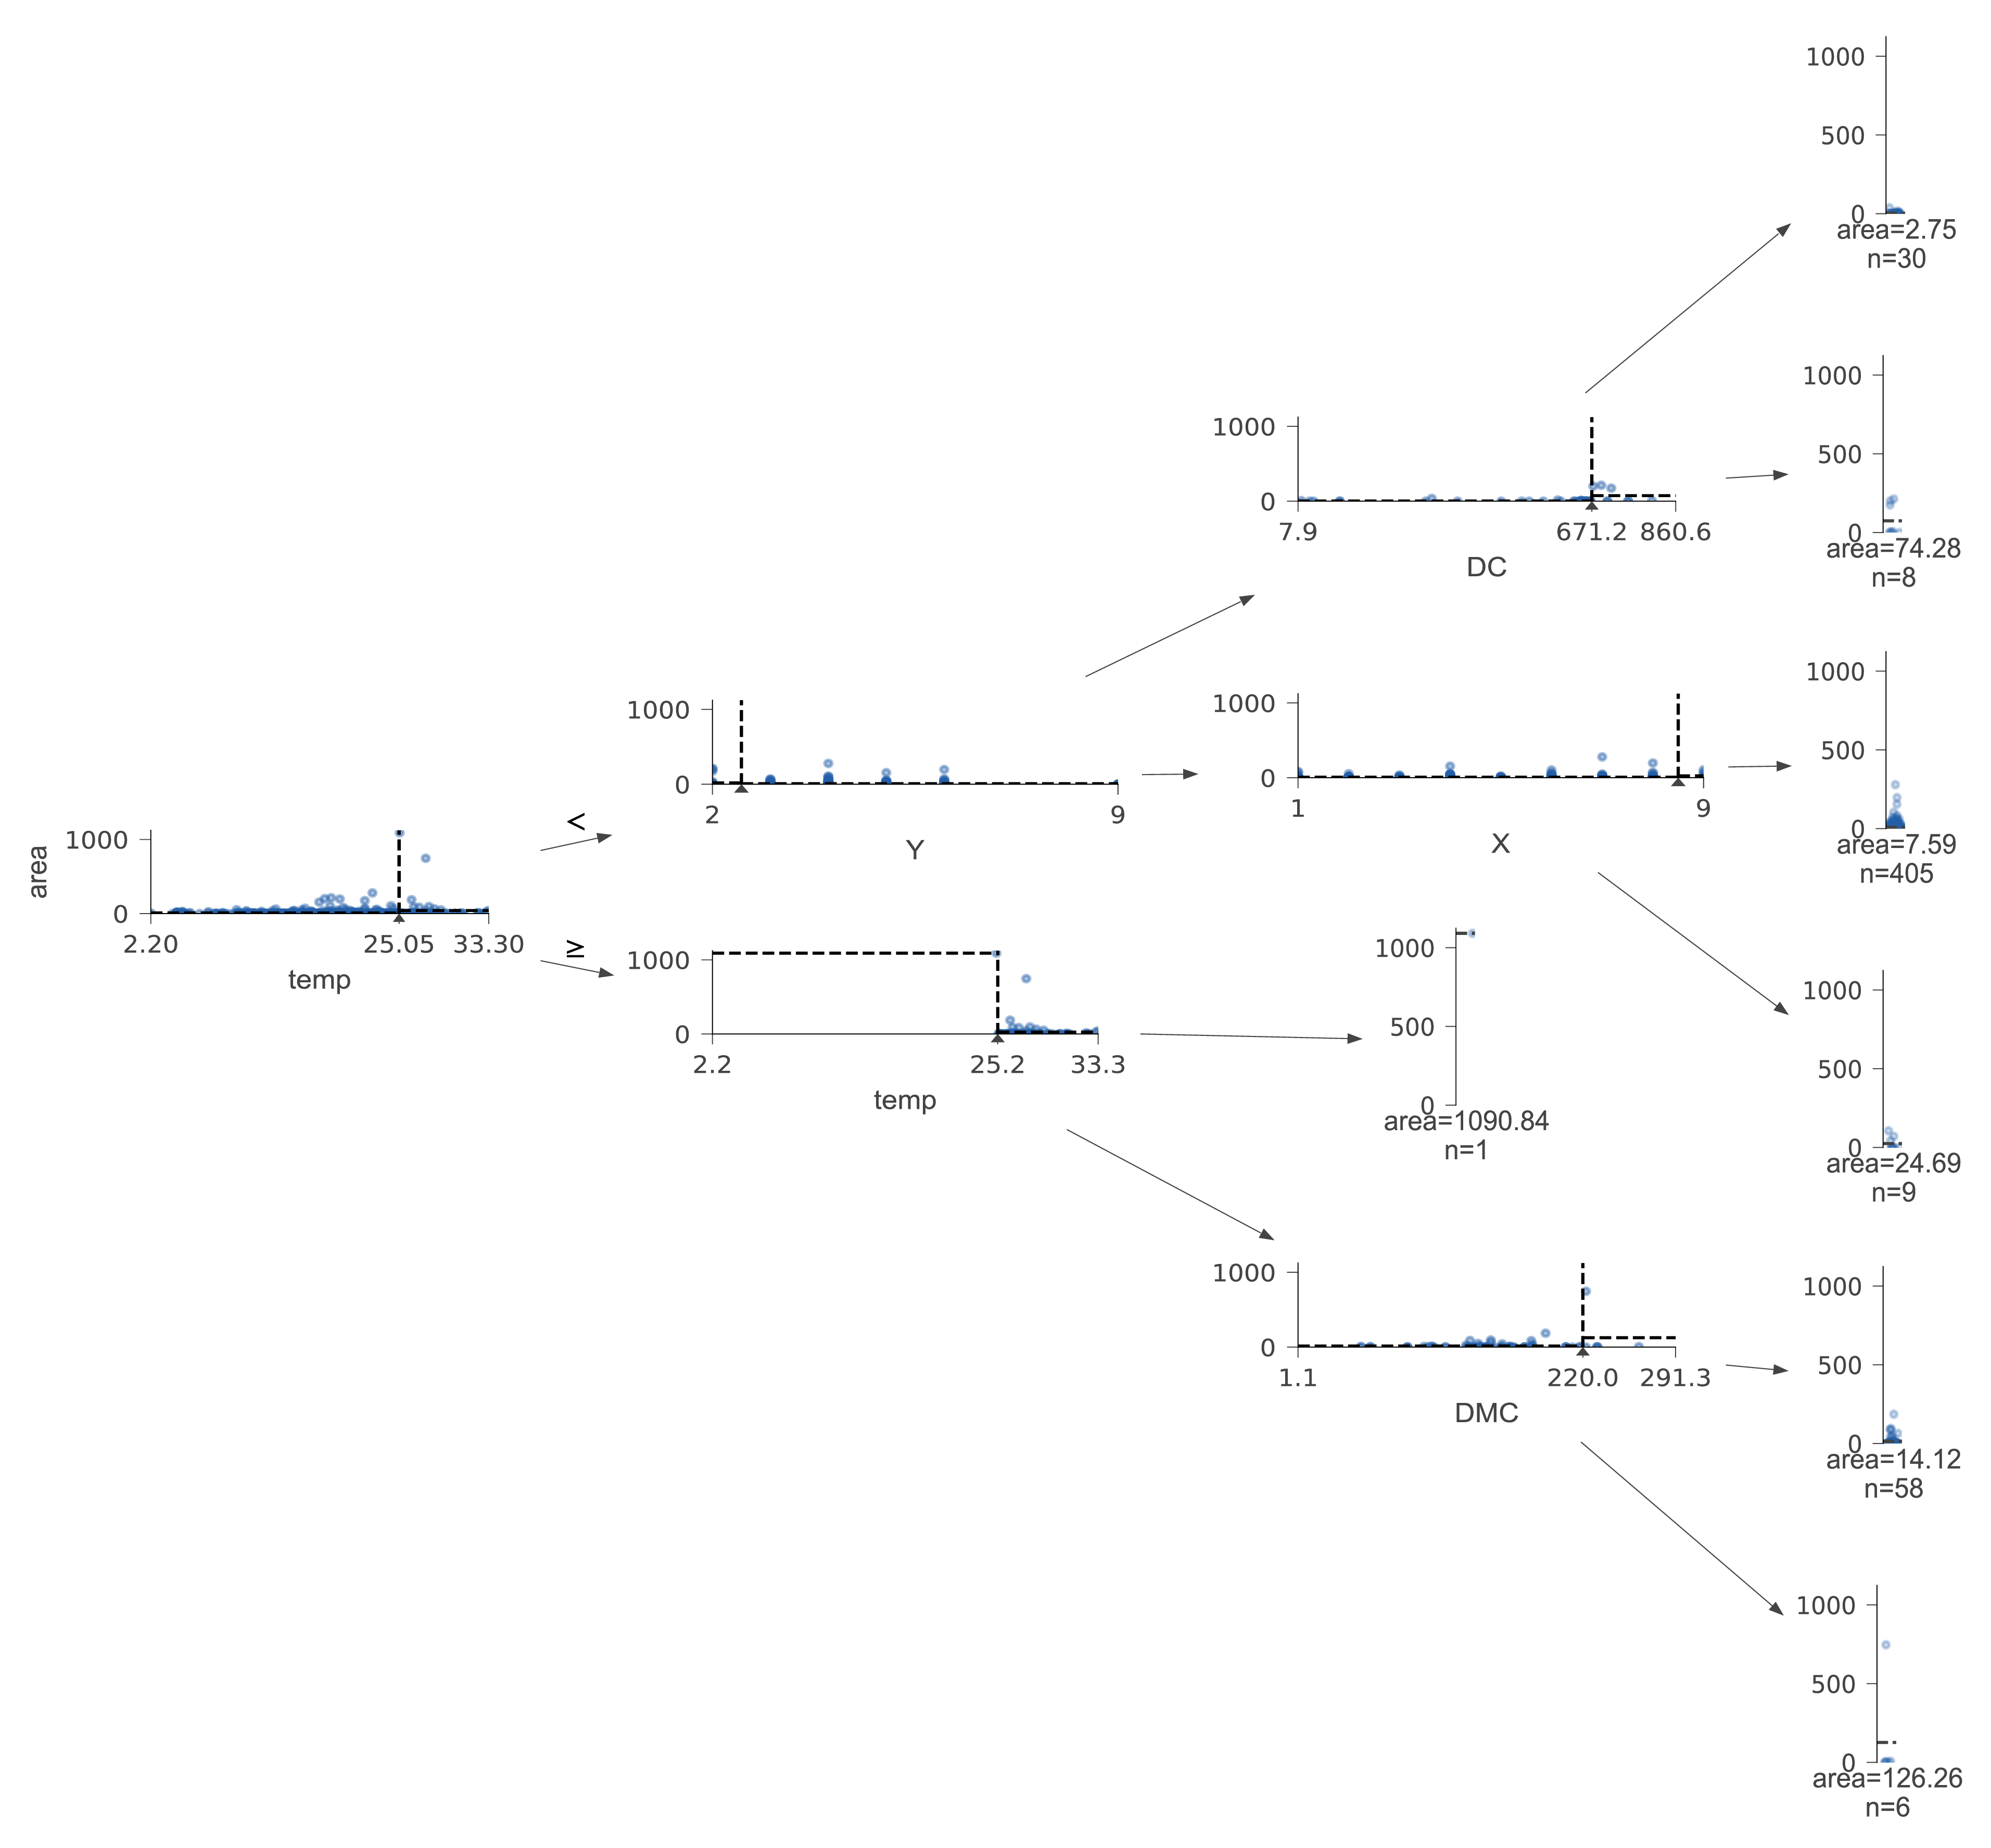 1000
500
0
area=2.75
n=30
1000
500
0
area=74.28
n=8
1000
0
7.9 671.2 860.6
DC
1000
500
0
area=7.59
n=405
1000
0
2 9
Y
1000
0
1 9
X
<
area
1000
0
2.20 25.05 33.30
temp
≥
1000
0
2.2 25.2 33.3
temp
1000
500
0
area=1090.84
n=1
1000
500
0
area=24.69
n=9
1000
0
1.1 220.0 291.3
DMC
1000
500
0
area=14.12
n=58
1000
500
0
area=126.26
n=6